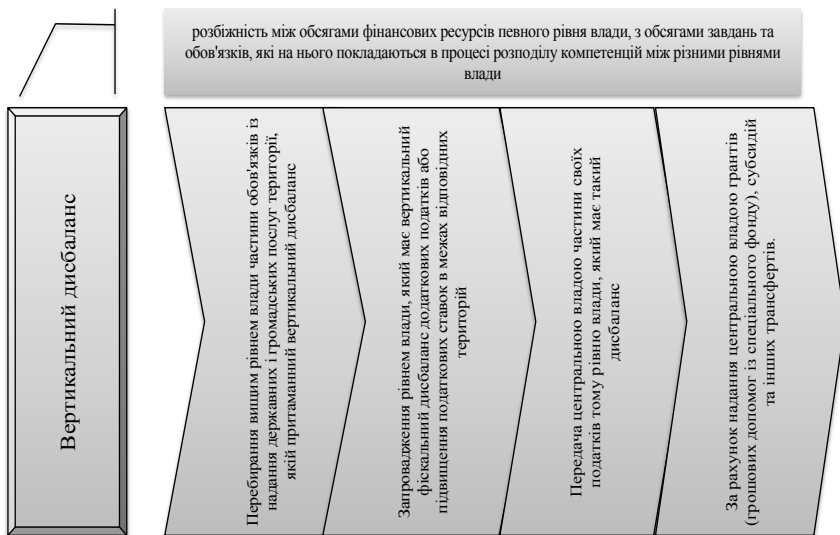 розбіжність між обсягами фінансових ресурсів певного рівня влади, з обсягами завдань та
обов'язків, які на нього покладаються в процесі розподілу компетенцій між різними рівнями
влади
Вертикальний дисбаланс
Перебирання вищим рівнем влади частини обов'язків із
надання державних і громадських послуг території,
якій притаманний вертикальний дисбаланс
Запровадження рівнем влади, який має вертикальний
фіскальний дисбаланс додаткових податків або
підвищення податкових ставок в межах відповідних
територій
Передача центральною владою частини своїх
податків тому рівню влади, який має такий
дисбаланс
За рахунок надання центральною владою грантів
(грошових допомог із спеціального фонду), субсидій
та інших трансфертів.